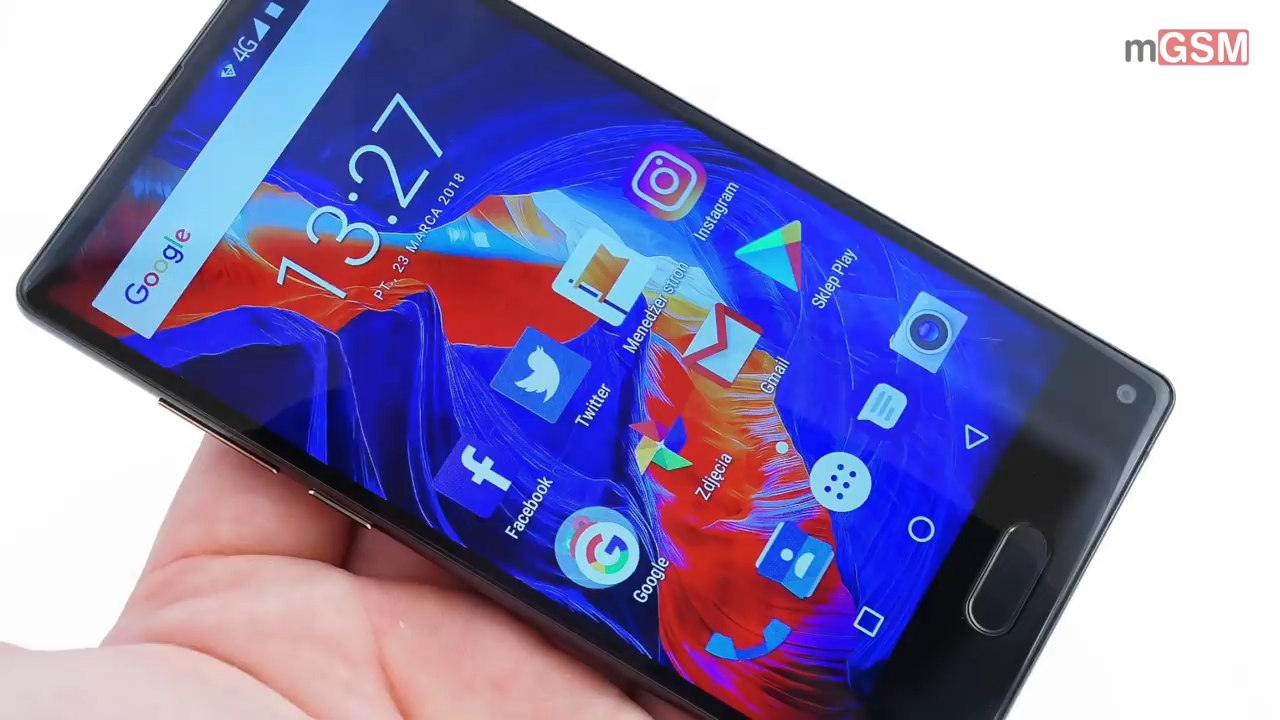 mGSM
4G
Google
13:27
PT., 23 MARCA 2018
Instagram
Sklep Play
Menedżer stron
Gmail
Twitter
Zdjęcia
Facebook
Google